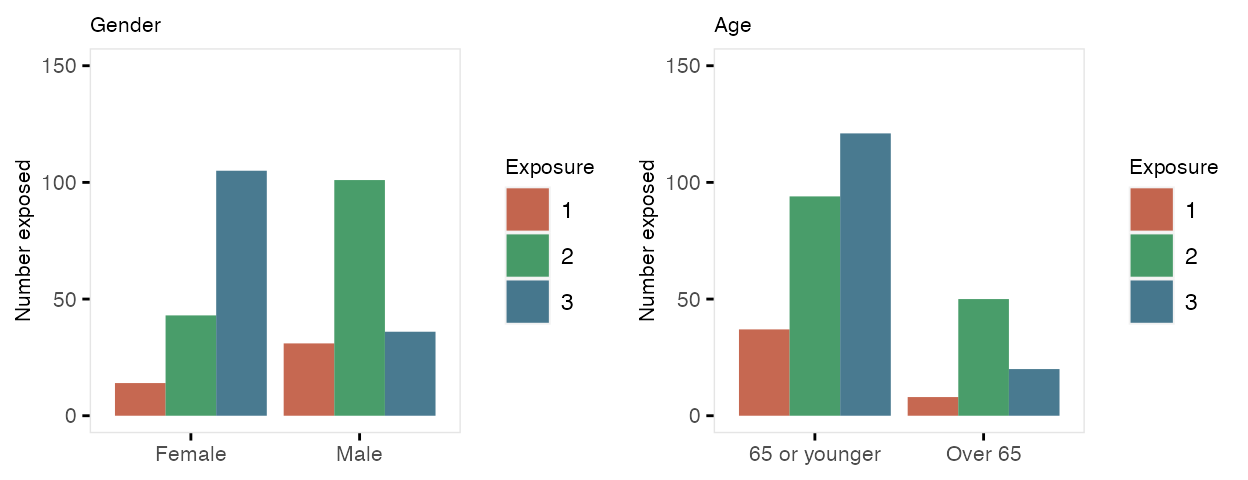 Gender
150
100
50
0
Number exposed
Female Male
Exposure
1
2
3
Age
150
100
50
0
Number exposed
65 or younger Over 65
Exposure
1
2
3